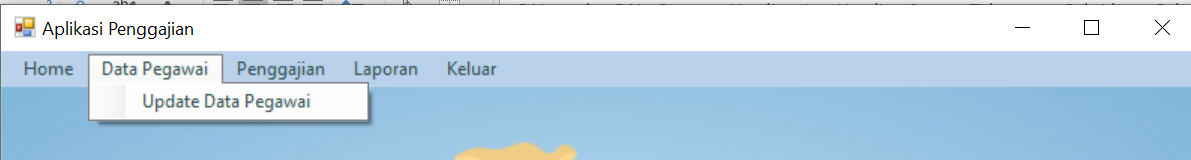 Aplikasi Penggajian
Home Data Pegawai Penggajian Laporan Keluar
Update Data Pegawai